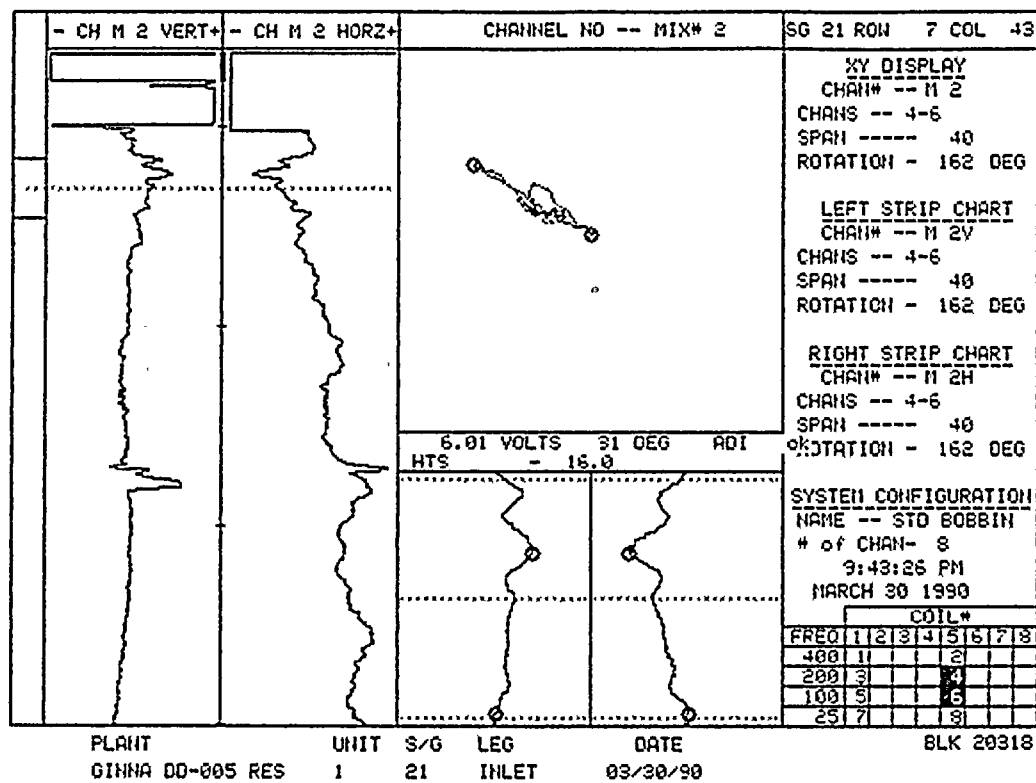 - CH M 2 VERT+
- CH M 2 HORZ+
CHANNEL NO -- MIX# 2
SG 21 ROW 7 COL 43
XY DISPLAY
CHAN# -- M 2
CHANS -- 4-6
SPAN ----- 40
ROTATION - 162 DEG
LEFT STRIP CHART
CHAN# -- M 2V
CHANS -- 4-6
SPAN ----- 40
ROTATION - 162 DEG
RIGHT STRIP CHART
CHAN# -- M 2H
CHANS -- 4-6
SPAN ----- 40
ROTATION - 162 DEG
6.01 VOLTS 31 DEG ADI ok
HTS - 16.0
SYSTEM CONFIGURATION
NAME -- STD BOBBIN
# of CHAN- 8
9:43:26 PM
MARCH 30 1990
COIL#
FREQ 1 2 3 4 5 6 7 8
400 1 2
200 3 4
100 5 6
25 7 8
PLANT UNIT S/G LEG DATE BLK 20318
GINNA DD-005 RES 1 21 INLET 03/30/90